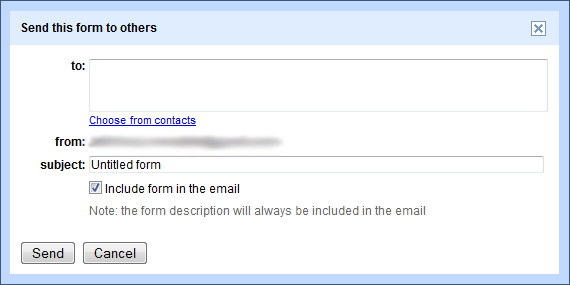 Send this form to others
to:
Choose from contacts
from:
subject: Untitled form
Include form in the email
Note: the form description will always be included in the email
Send Cancel